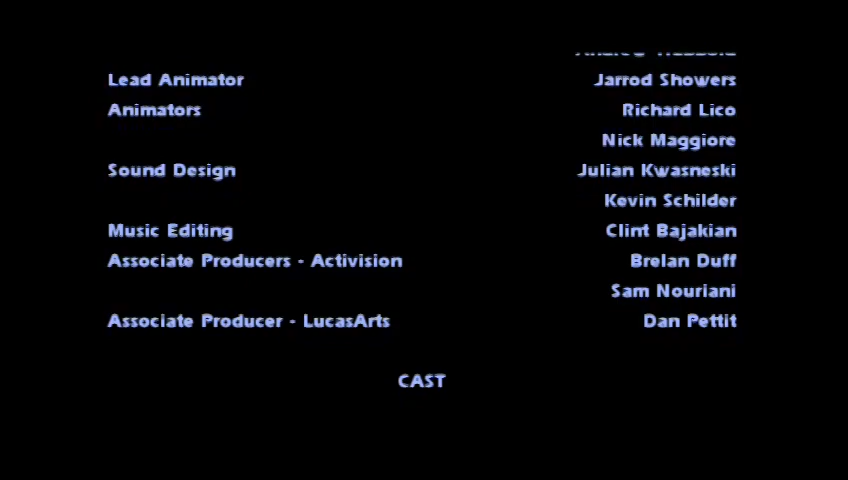 Lead Animator Jarrod Showers
Animators Richard Lico
Nick Maggiore
Sound Design Julian Kwasneski
Kevin Schilder
Music Editing Clint Bajakian
Associate Producers - Activision Brelan Duff
Sam Nouriani
Associate Producer - LucasArts Dan Pettit
CAST